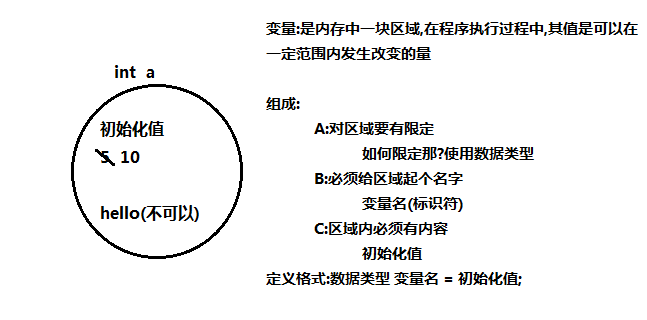 变量:是内存中一块区域,在程序执行过程中,其值是可以在
一定范围内发生改变的量
int a
初始化值
5 10
hello(不可以)
组成:
A:对区域要有限定
如何限定那?使用数据类型
B:必须给区域起个名字
变量名(标识符)
C:区域内必须有内容
初始化值
定义格式:数据类型 变量名 = 初始化值;